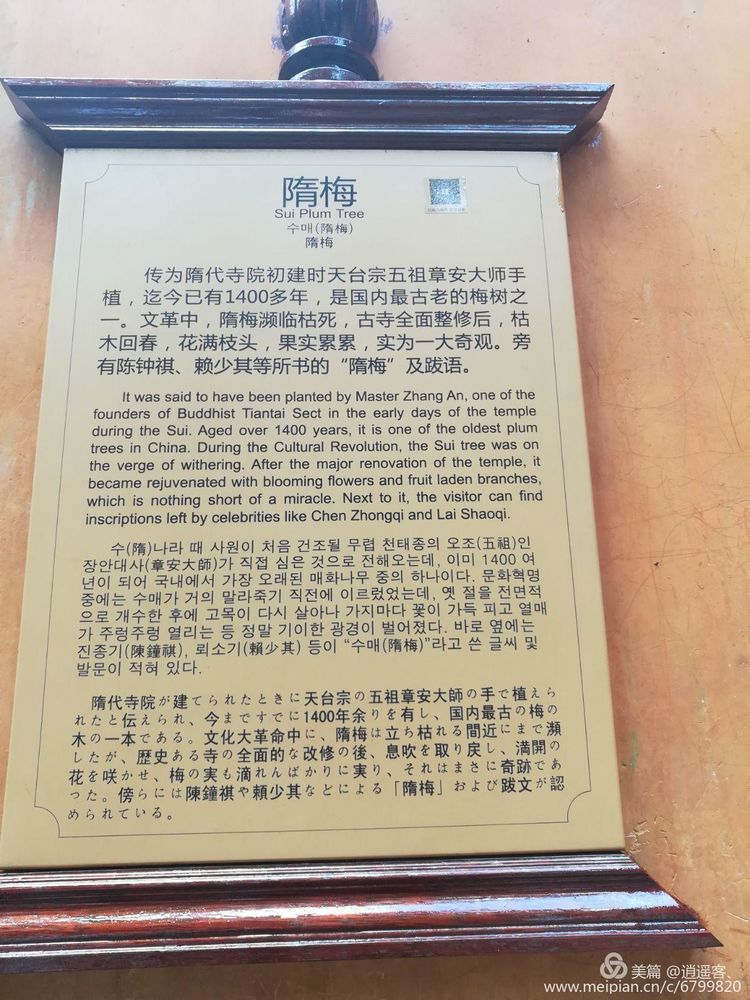 隋梅
Sui Plum Tree
수매(隋梅)
隋梅
传为隋代寺院初建时天台宗五祖章安大师手
植，迄今已有1400多年，是国内最古老的梅树之
一。文革中，隋梅濒临枯死，古寺全面整修后，枯
木回春，花满枝头，果实累累，实为一大奇观。旁
有陈钟祺、赖少其等所书的“隋梅”及跋语。
It was said to have been planted by Master Zhang An, one of the
founders of Buddhist Tiantai Sect in the early days of the temple
during the Sui. Aged over 1400 years, it is one of the oldest plum
trees in China. During the Cultural Revolution, the Sui tree was on
the verge of withering. After the major renovation of the temple, it
became rejuvenated with blooming flowers and fruit laden branches,
which is nothing short of a miracle. Next to it, the visitor can find
inscriptions left by celebrities like Chen Zhongqi and Lai Shaoqi.
수(隋)나라 때 사원이 처음 건조될 무렵 천태종의 오조(五祖)인
장안대사(章安大師)가 직접 심은 것으로 전해오는데, 이미 1400 여
년이 되어 국내에서 가장 오래된 매화나무 중의 하나이다. 문화혁명
중에는 수매가 거의 말라죽기 직전에 이르렀었는데, 옛 절을 전면적
으로 개수한 후에 고목이 다시 살아나 가지마다 꽃이 가득 피고 열매
가 주렁주렁 열리는 등 정말 기이한 광경이 벌어졌다. 바로 옆에는
진종기(陳鐘祺), 뢰소기(賴少其) 등이 “수매(隋梅)”라고 쓴 글씨 및
발문이 적혀 있다.
隋代寺院が建てられたときに天台宗の五祖章安大師の手で植えら
れたと伝えられ、今まですでに1400年余りを有し、国内最古の梅の
木の一本である。文化大革命中に、隋梅は立ち枯れる間近にまで瀕
したが、歴史ある寺の全面的な改修の後、息吹を取り戻し、満開の
花を咲かせ、梅の実も滴れんばかりに実り、それはまさに奇跡であ
った。傍らには陳鐘祺や頼少其などによる「隋梅」および跋文が認
められている。
美篇 @逍遥客、
www.meipian.cn/c/6799820